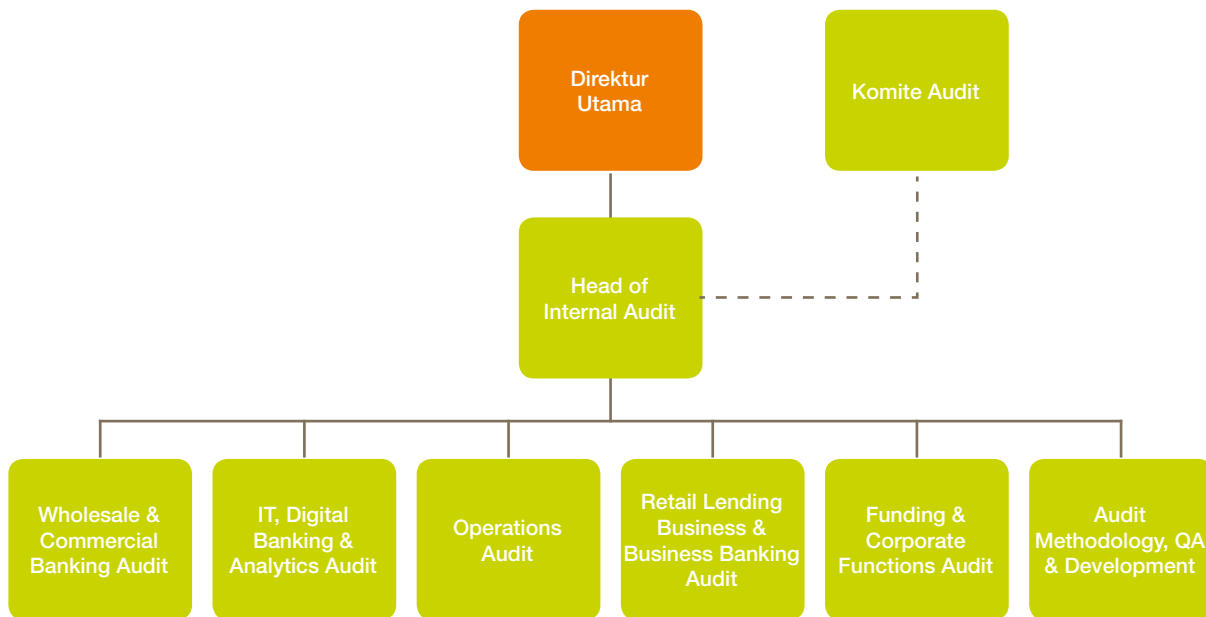 Direktur
Utama
Komite Audit
Head of
Internal Audit
Wholesale &
Commercial
Banking Audit
IT, Digital
Banking &
Analytics Audit
Operations
Audit
Retail Lending
Business &
Business Banking
Audit
Funding &
Corporate
Functions Audit
Audit
Methodology, QA
& Development